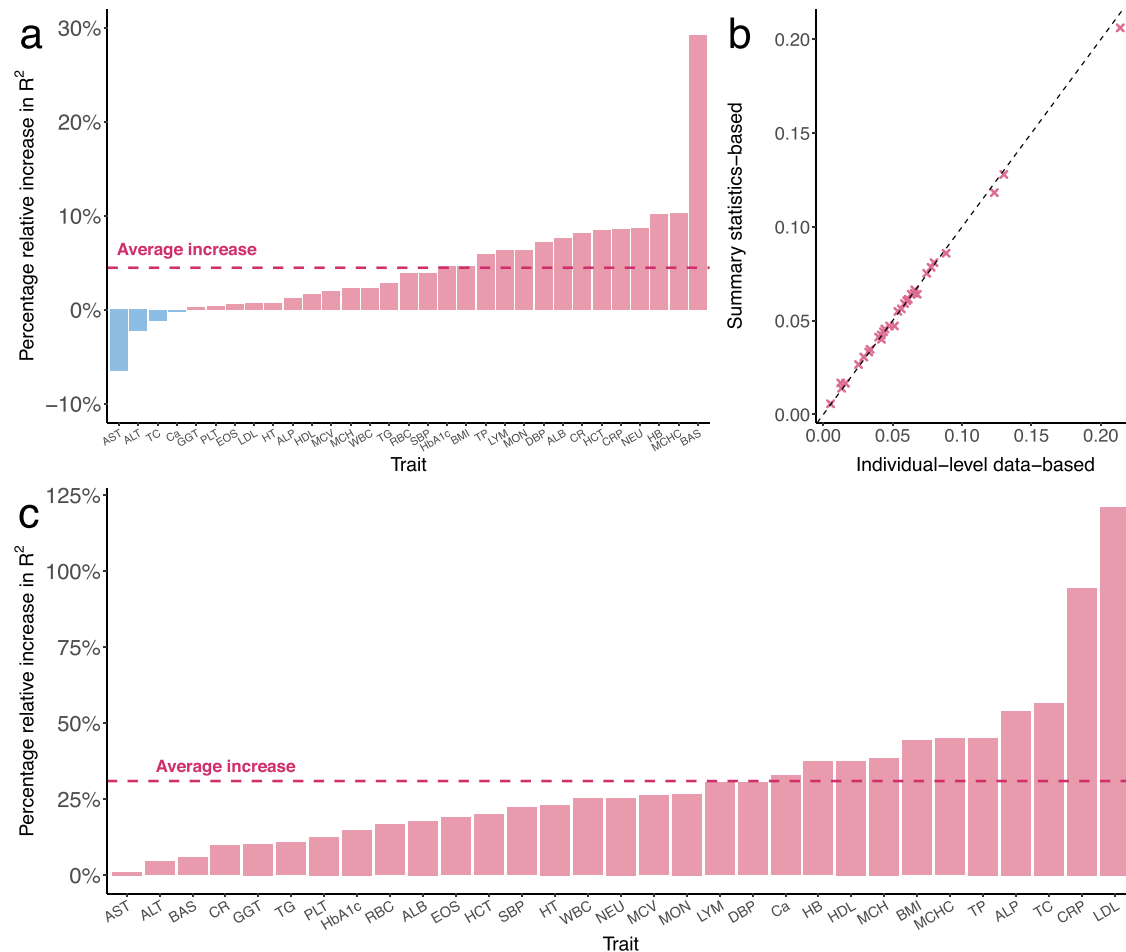 a
Percentage relative increase in R2
30%
20%
10%
0%
−10%
Average increase
AST ALT TC Ca GGT PLT EOS LDL HT ALP HDL MCV MCH WBC TG RBC SBP HbA1c BMI TP LYM MON DBP ALB CR HCT CRP NEU HB MCHC BAS
Trait
b
Summary statistics−based
0.20
0.15
0.10
0.05
0.00
0.00 0.05 0.10 0.15 0.20
Individual−level data−based
c
Percentage relative increase in R2
125%
100%
75%
50%
25%
0%
Average increase
AST ALT BAS CR GGT TG PLT HbA1c RBC ALB EOS HCT SBP HT WBC NEU MCV MON LYM DBP Ca HB HDL MCH BMI MCHC TP ALP TC CRP LDL
Trait